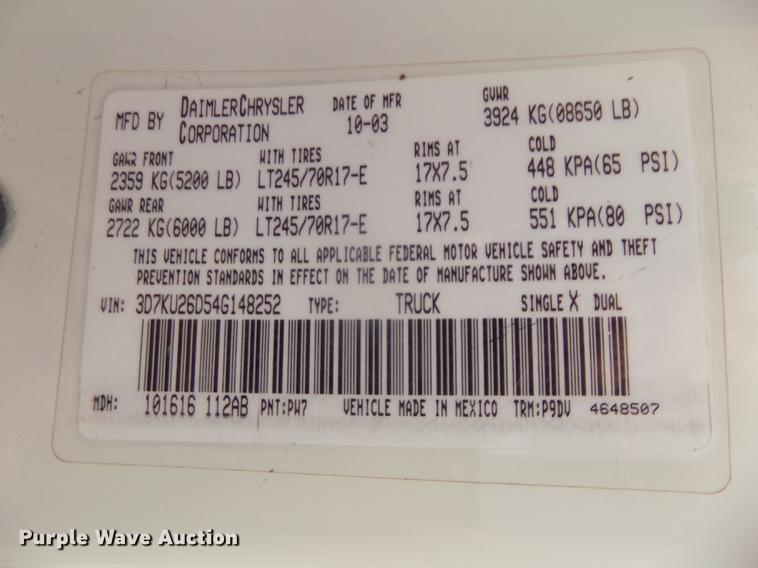 MFD BY DAIMLERCHRYSLER CORPORATION DATE OF MFR 10-03 GVWR 3924 KG(08650 LB)
GAWR FRONT WITH TIRES RIMS AT COLD
2359 KG(5200 LB) LT245/70R17-E 17X7.5 448 KPA(65 PSI)
GAWR REAR WITH TIRES RIMS AT COLD
2722 KG(6000 LB) LT245/70R17-E 17X7.5 551 KPA(80 PSI)
THIS VEHICLE CONFORMS TO ALL APPLICABLE FEDERAL MOTOR VEHICLE SAFETY AND THEFT
PREVENTION STANDARDS IN EFFECT ON THE DATE OF MANUFACTURE SHOWN ABOVE.
VIN: 3D7KU26D54G148252 TYPE: TRUCK SINGLE X DUAL
MDH: 101616 112AB PNT:PW7 VEHICLE MADE IN MEXICO TRM:P9DV 4648507
Purple Wave Auction